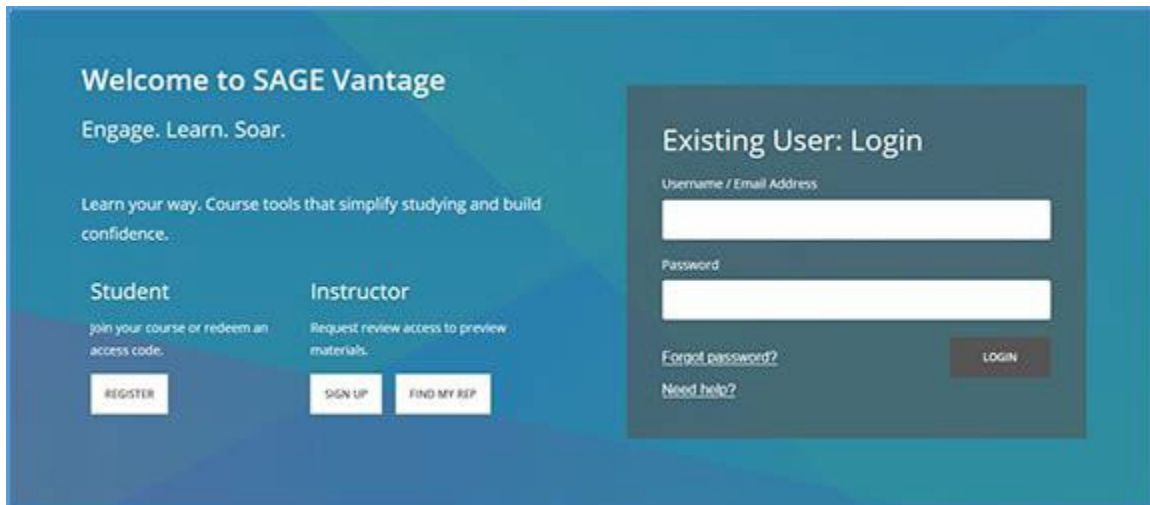 Welcome to SAGE Vantage
Engage. Learn. Soar.
Learn your way. Course tools that simplify studying and build
confidence.
Student
Join your course or redeem an
access code.
REGISTER
Instructor
Request review access to preview
materials.
SIGN UP
FIND MY REP
Existing User: Login
Username / Email Address
Password
Forgot password?
LOGIN
Need help?